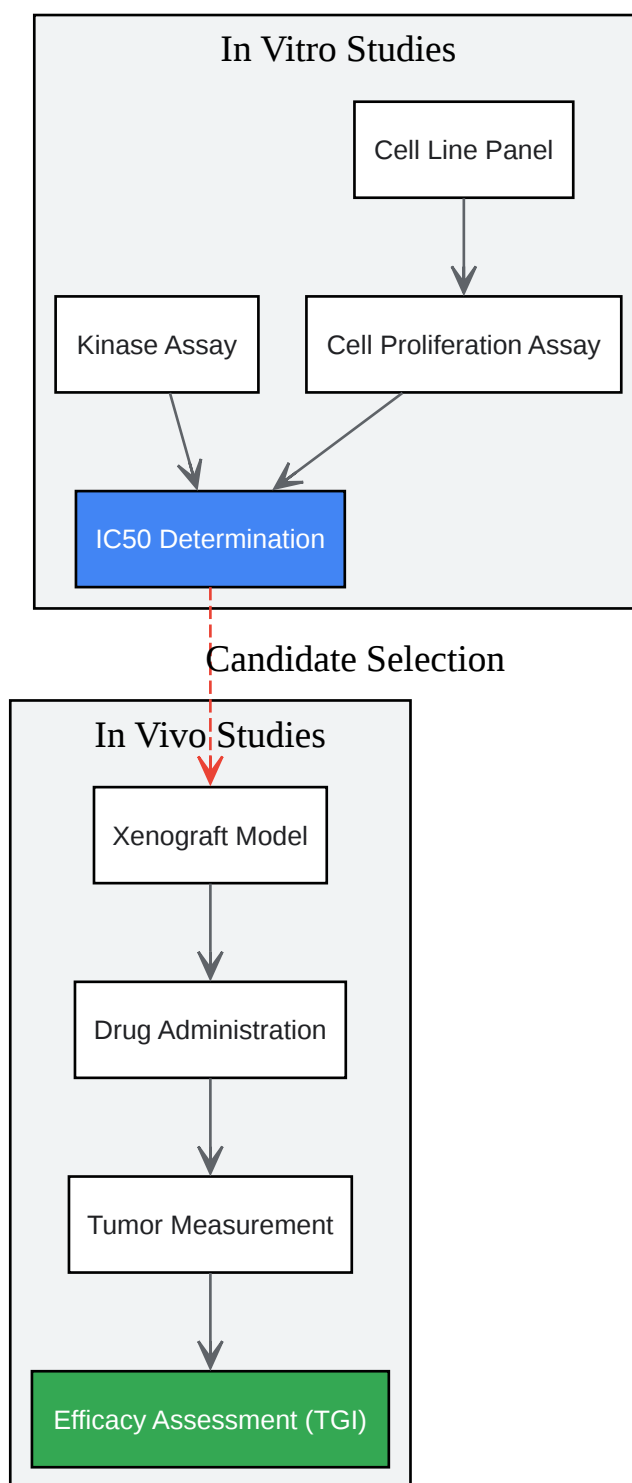 In Vitro Studies
Cell Line Panel
Kinase Assay
Cell Proliferation Assay
IC50 Determination
Candidate Selection
In Vivo Studies
Xenograft Model
Drug Administration
Tumor Measurement
Efficacy Assessment (TGI)